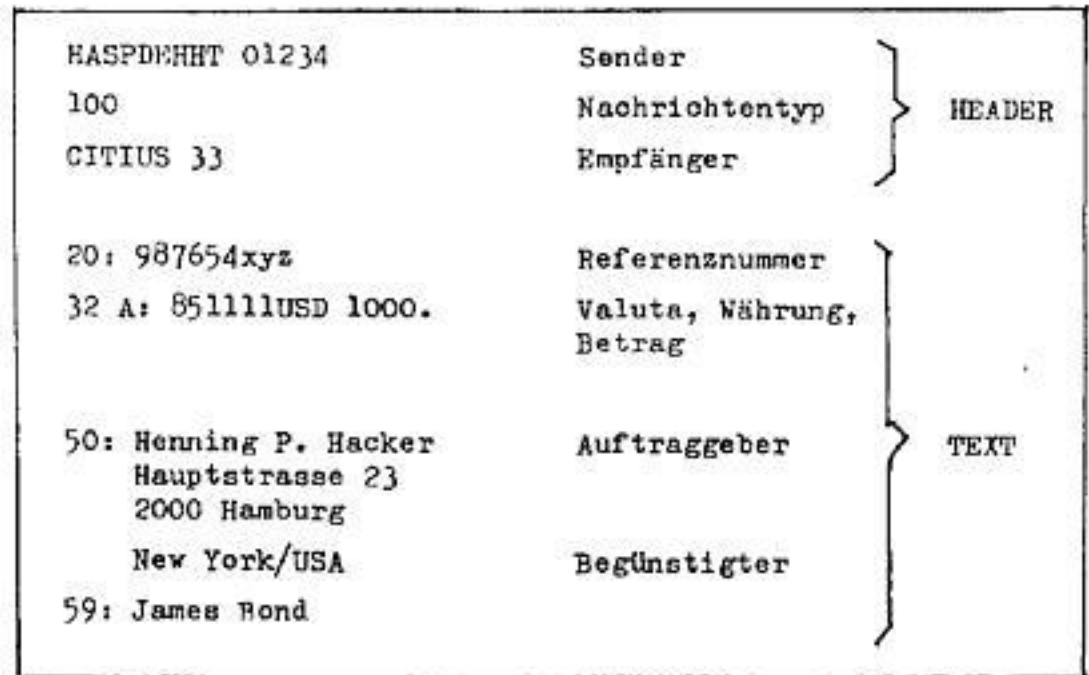 HASPDEHHT 01234 Sender
100 Nachrichtentyp HEADER
CITIUS 33 Empfänger
20: 987654xyz Referenznummer
32 A: 851111USD 1000. Valuta, Währung,
Betrag
50: Henning P. Hacker Auftraggeber TEXT
Hauptstrasse 23
2000 Hamburg
New York/USA Begünstigter
59: James Bond